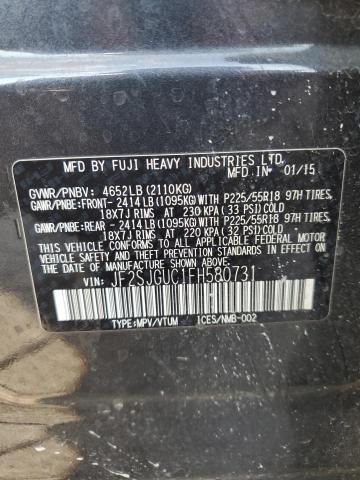 MFD BY FUJI HEAVY INDUSTRIES LTD.
MFD. IN 01/15
GVWR/PNBV: 4652LB (2110KG)
GAWR/PNBE: FRONT- 2414 LB (1095KG) WITH P225/55R18 97H TIRES,
18X7J RIMS AT 230 KPA (33 PSI) COLD
GAWR/PNBE: REAR - 2414 LB (1095KG) WITH P225/55R18 97H TIRES,
18X7J RIMS AT 220 KPA (32 PSI) COLD
THIS VEHICLE CONFORMS TO ALL APPLICABLE
FEDERAL MOTOR VEHICLE SAFETY AND THEFT
PREVENTION STANDARDS IN EFFECT ON THE DATE OF
MANUFACTURE SHOWN ABOVE.
VIN: JF2SJGUC1FH580731
TYPE:MPV/VTUM ICES/NMB-002